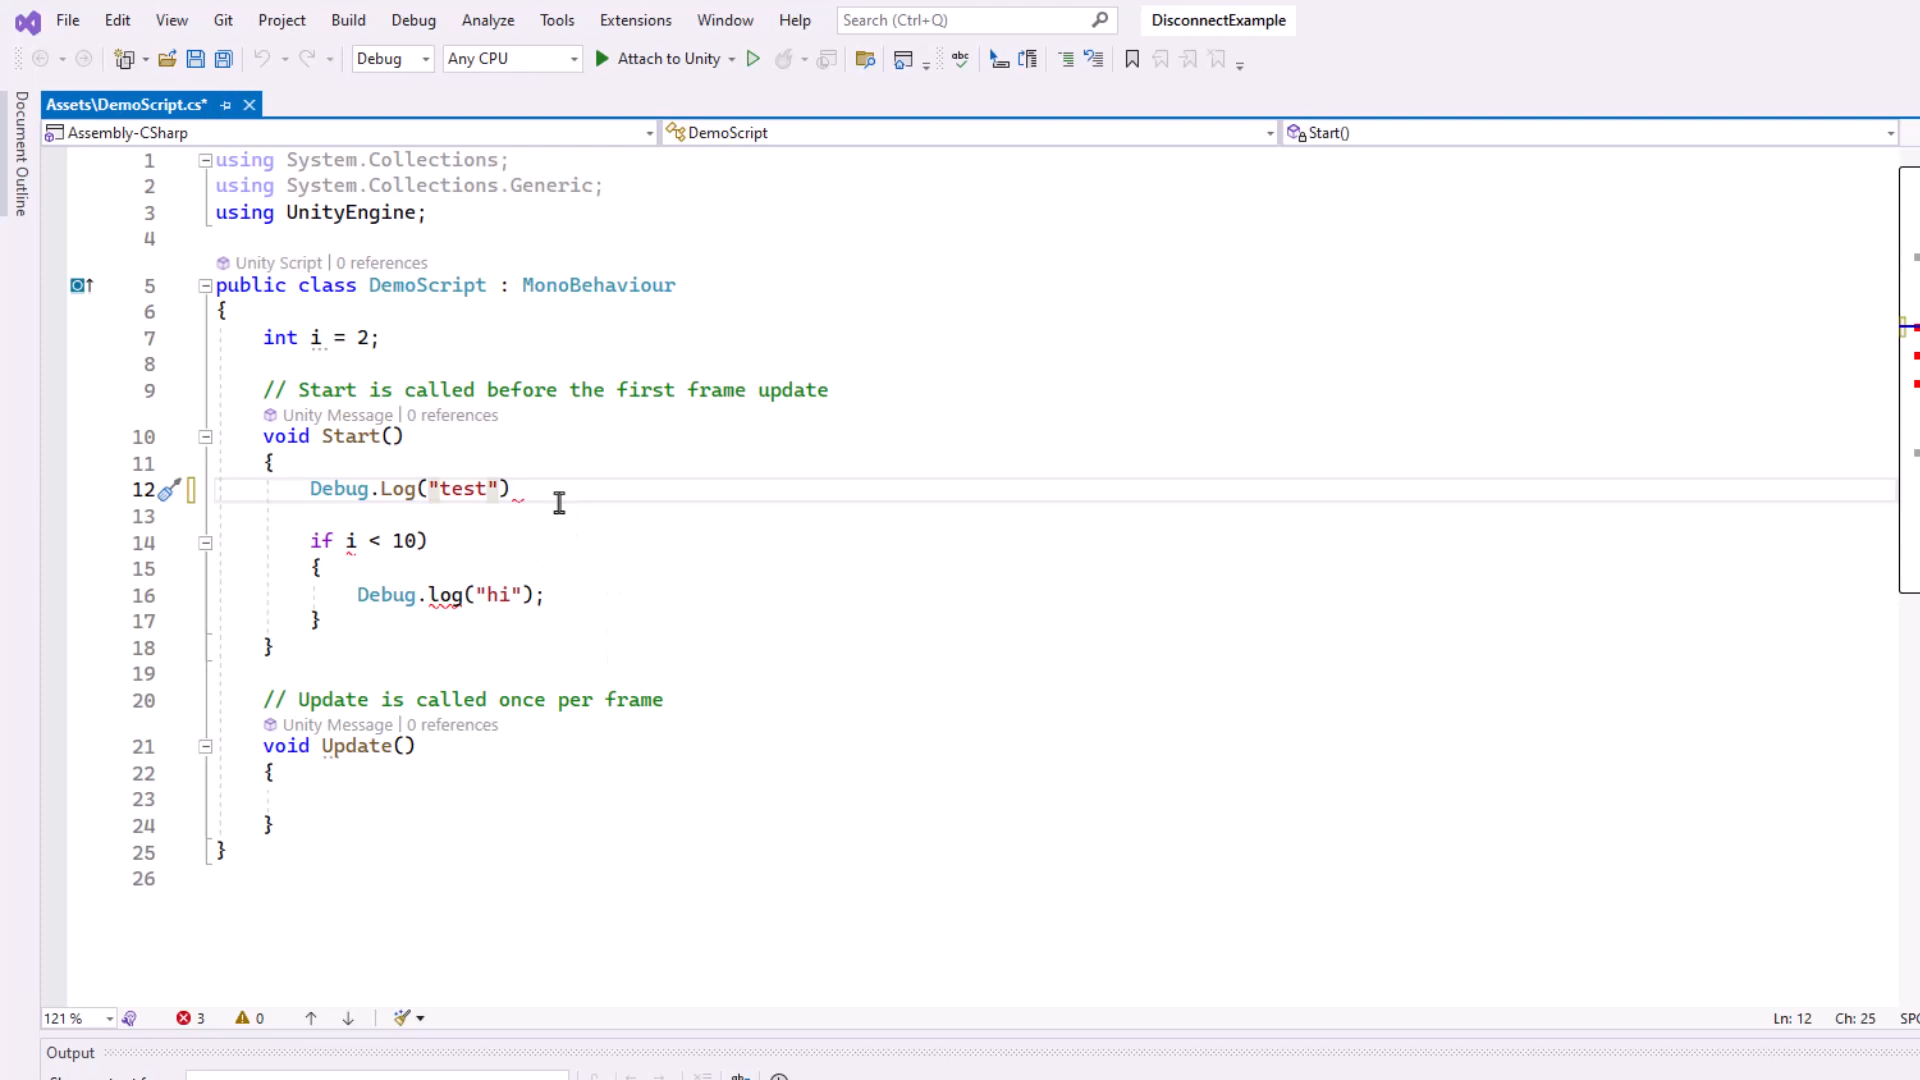 File Edit View Git Project Build Debug Analyze Tools Extensions Window Help Search (Ctrl+Q) DisconnectExample
Debug Any CPU Attach to Unity abc
Document Outline
Assets\DemoScript.cs*
Assembly-CSharp DemoScript Start()
1 using System.Collections;
2 using System.Collections.Generic;
3 using UnityEngine;
4
Unity Script | 0 references
5 public class DemoScript : MonoBehaviour
6 {
7 int i = 2;
8
9 // Start is called before the first frame update
Unity Message | 0 references
10 void Start()
11 {
12 Debug.Log("test")
13
14 if i < 10)
15 {
16 Debug.log("hi");
17 }
18 }
19
20 // Update is called once per frame
Unity Message | 0 references
21 void Update()
22 {
23
24 }
25 }
26
121 % 3 0 Ln: 12 Ch: 25
Output